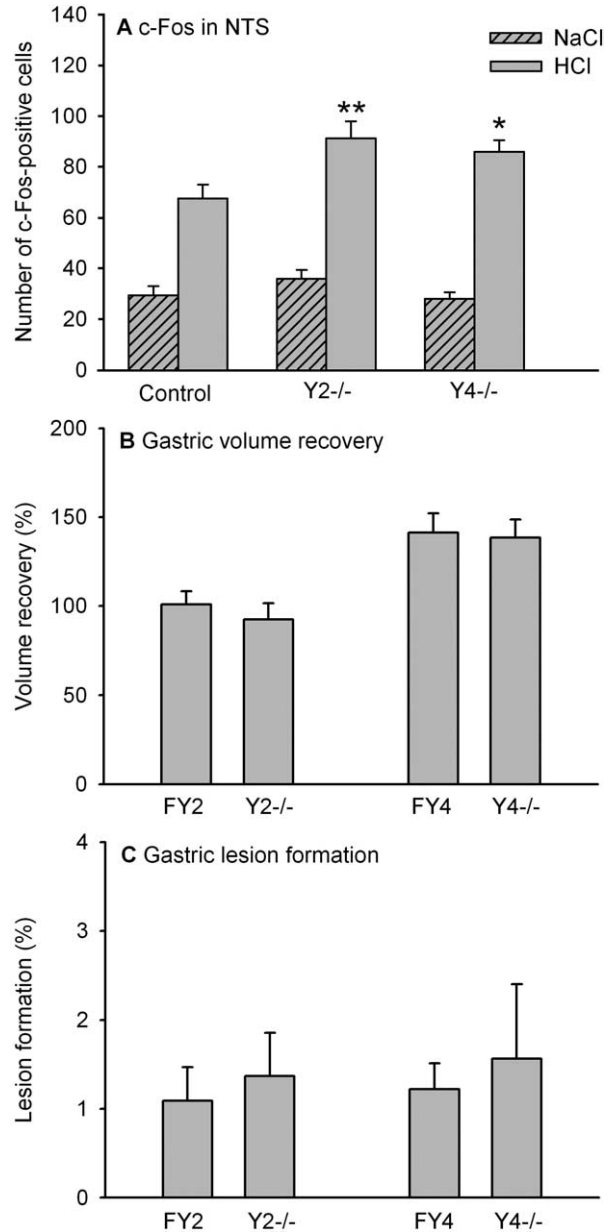 A c-Fos in NTS
NaCl
HCl
Number of c-Fos-positive cells
140
120
100
80
60
40
20
0
**
*
Control Y2-/- Y4-/-
B Gastric volume recovery
Volume recovery (%)
200
150
100
50
0
FY2 Y2-/- FY4 Y4-/-
C Gastric lesion formation
Lesion formation (%)
4
3
2
1
0
FY2 Y2-/- FY4 Y4-/-